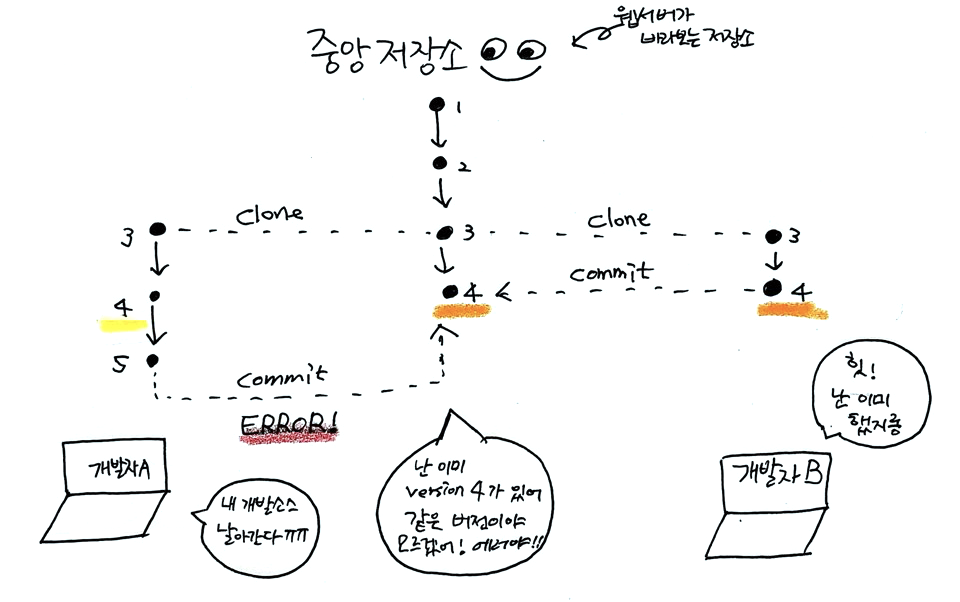 웹서버가
바라보는 저장소
중앙 저장소
1
2
3 clone 3 clone 3
commit
4 4 4
5
commit
ERROR!
힛!
난 이미
했지롱
개발자A
내 개발소스
날아간다 ㅠㅠ
난 이미
version 4가 있어
같은 버전이야
모르겠어! 에러야!!
개발자 B